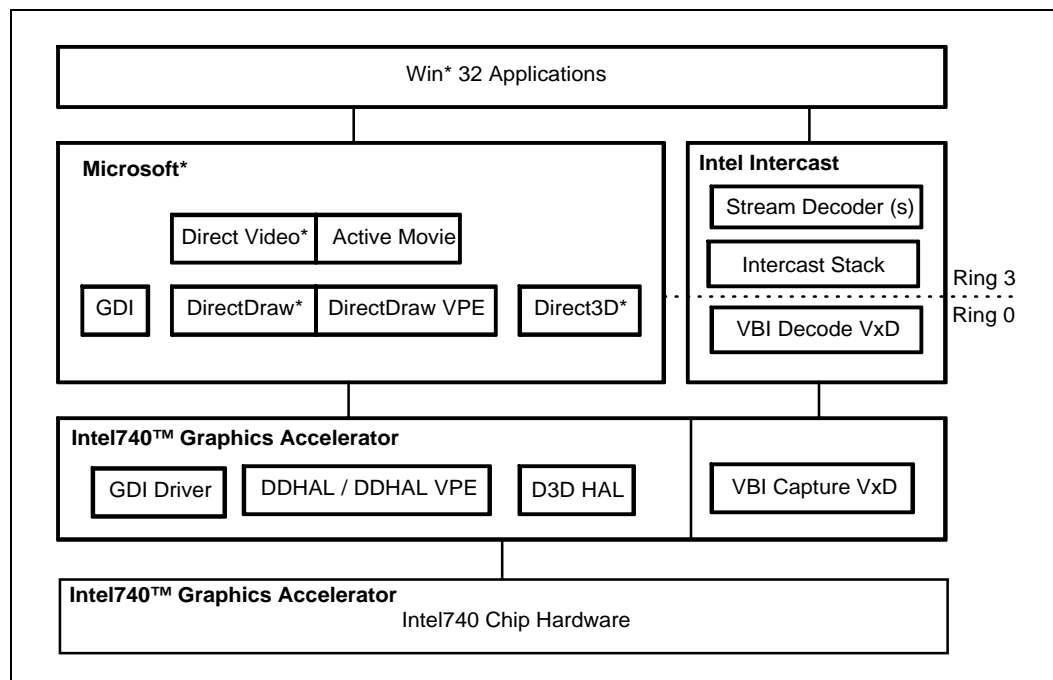 Win* 32 Applications
Microsoft*
Direct Video* Active Movie
GDI DirectDraw* DirectDraw VPE Direct3D*
Intel Intercast
Stream Decoder (s)
Intercast Stack
VBI Decode VxD
Ring 3
Ring 0
Intel740™ Graphics Accelerator
GDI Driver DDHAL / DDHAL VPE D3D HAL VBI Capture VxD
Intel740™ Graphics Accelerator
Intel740 Chip Hardware